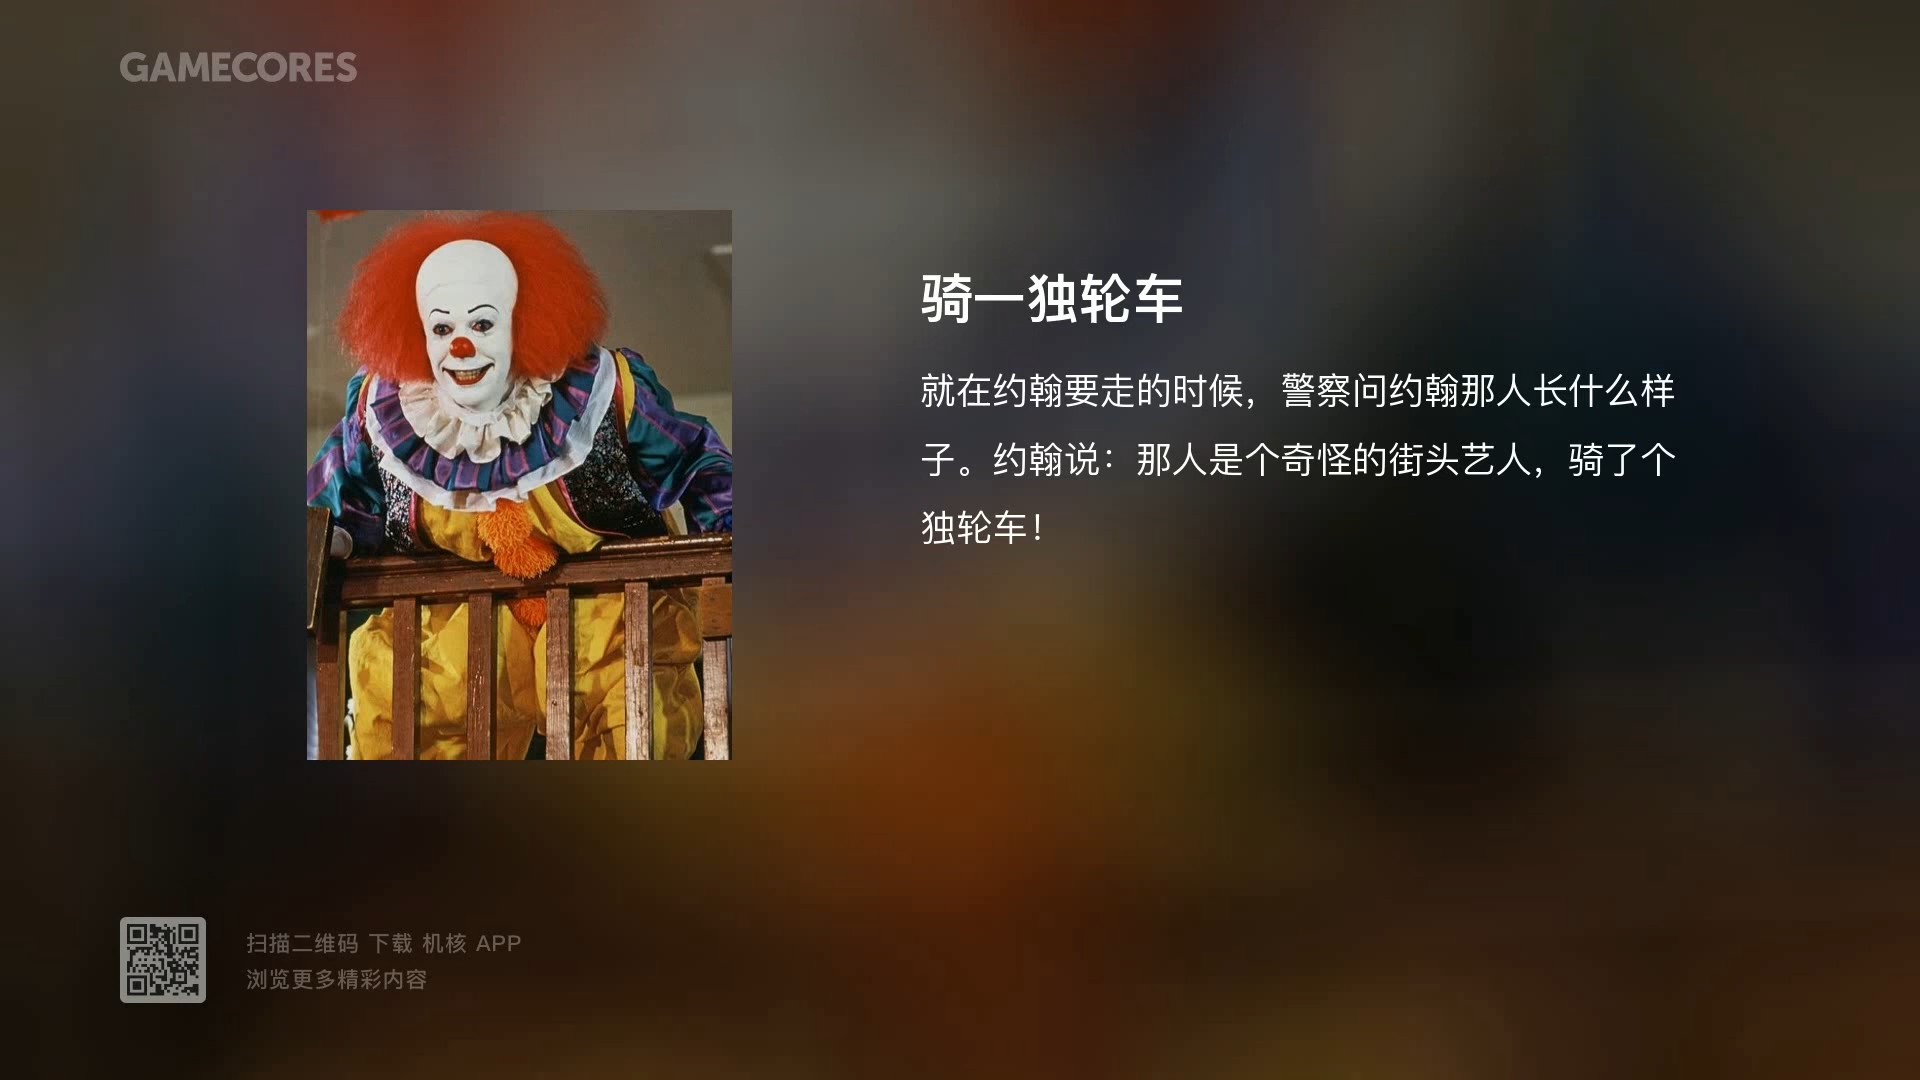 GAMECORES
骑一独轮车
就在约翰要走的时候，警察问约翰那人长什么样
子。约翰说：那人是个奇怪的街头艺人，骑了个
独轮车！
扫描二维码 下载 机核 APP
浏览更多精彩内容